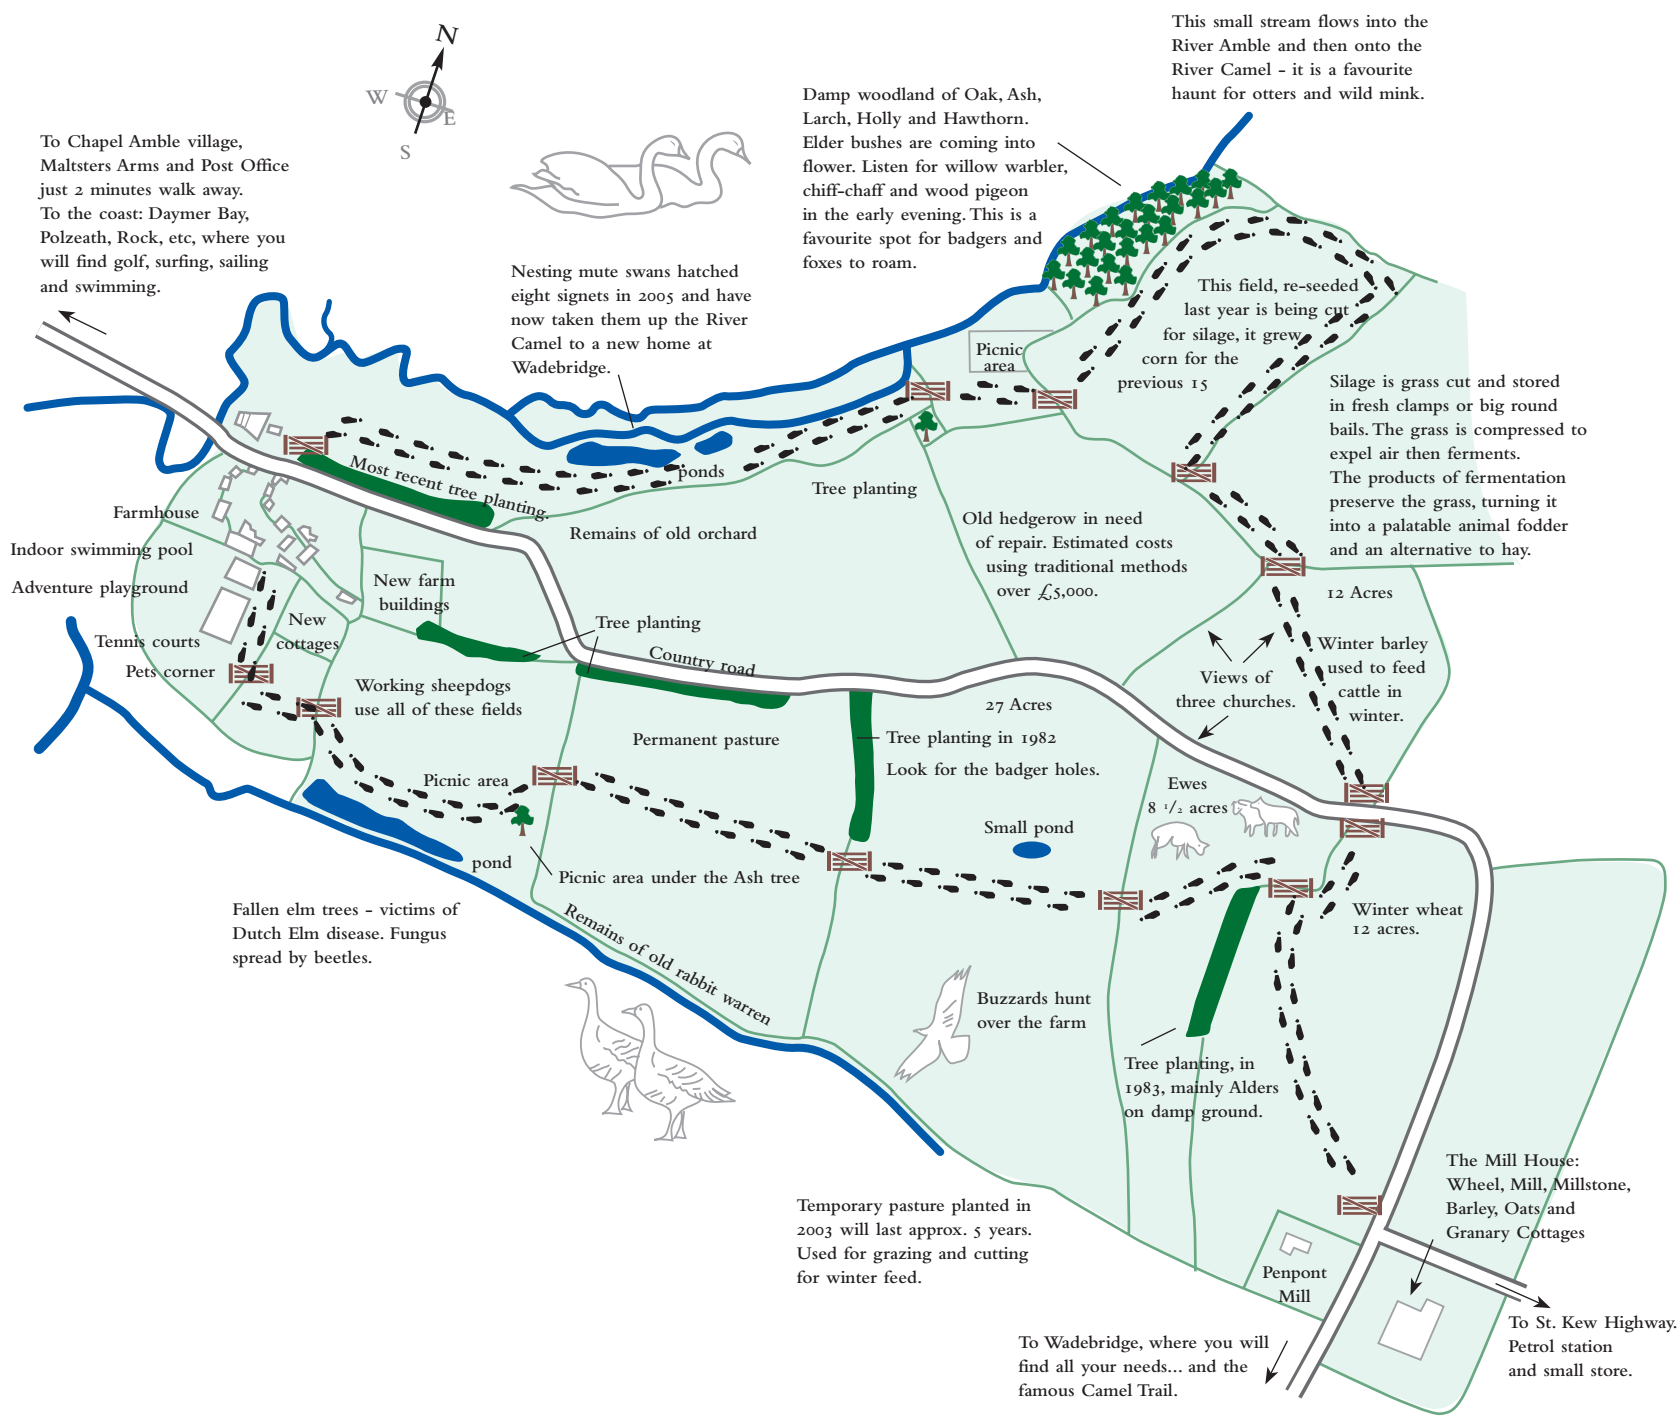 This small stream flows into the
River Amble and then onto the
River Camel - it is a favourite
haunt for otters and wild mink.
N
W
E
S
Damp woodland of Oak, Ash,
Larch, Holly and Hawthorn.
Elder bushes are coming into
flower. Listen for willow warbler,
chiff-chaff and wood pigeon
in the early evening. This is a
favourite spot for badgers and
foxes to roam.
To Chapel Amble village,
Maltsters Arms and Post Office
just 2 minutes walk away.
To the coast: Daymer Bay,
Polzeath, Rock, etc, where you
will find golf, surfing, sailing
and swimming.
Nesting mute swans hatched
eight signets in 2005 and have
now taken them up the River
Camel to a new home at
Wadebridge.
This field, re-seeded
last year is being cut
for silage, it grew
corn for the
previous 15
Picnic
area
Silage is grass cut and stored
in fresh clamps or big round
bails. The grass is compressed to
expel air then ferments.
The products of fermentation
preserve the grass, turning it
into a palatable animal fodder
and an alternative to hay.
Most recent tree planting.
ponds
Tree planting
Remains of old orchard
Old hedgerow in need
of repair. Estimated costs
using traditional methods
over £5,000.
Farmhouse
Indoor swimming pool
Adventure playground
Tennis courts
Pets corner
New farm
buildings
New
cottages
Tree planting
Country road
12 Acres
Winter barley
used to feed
cattle in
winter.
Views of
three churches.
Working sheepdogs
use all of these fields
27 Acres
Permanent pasture
Tree planting in 1982
Look for the badger holes.
Picnic area
Ewes
8 1/2 acres
Small pond
pond
Picnic area under the Ash tree
Winter wheat
12 acres.
Fallen elm trees - victims of
Dutch Elm disease. Fungus
spread by beetles.
Remains of old rabbit warren
Buzzards hunt
over the farm
Tree planting, in
1983, mainly Alders
on damp ground.
The Mill House:
Wheel, Mill, Millstone,
Barley, Oats and
Granary Cottages
Temporary pasture planted in
2003 will last approx. 5 years.
Used for grazing and cutting
for winter feed.
Penpont
Mill
To St. Kew Highway.
Petrol station
and small store.
To Wadebridge, where you will
find all your needs... and the
famous Camel Trail.